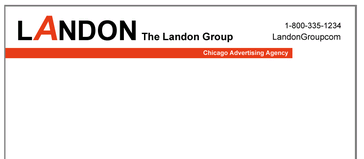 LANDON The Landon Group
1-800-335-1234
LandonGroupcom
Chicago Advertising Agency